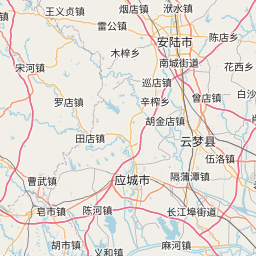 王义贞镇
烟店镇
洑水镇
雷公镇
陈店乡
安陆市
木梓乡
南城街道
花西乡
宋河镇
巡店镇
白沙
罗店镇
辛榨乡
曾店镇
胡金店镇
田店镇
云梦县
伍洛镇
曹武镇
应城市
隔蒲潭镇
皂市镇
陈河镇
长江埠街道
胡市镇
义和镇
麻河镇